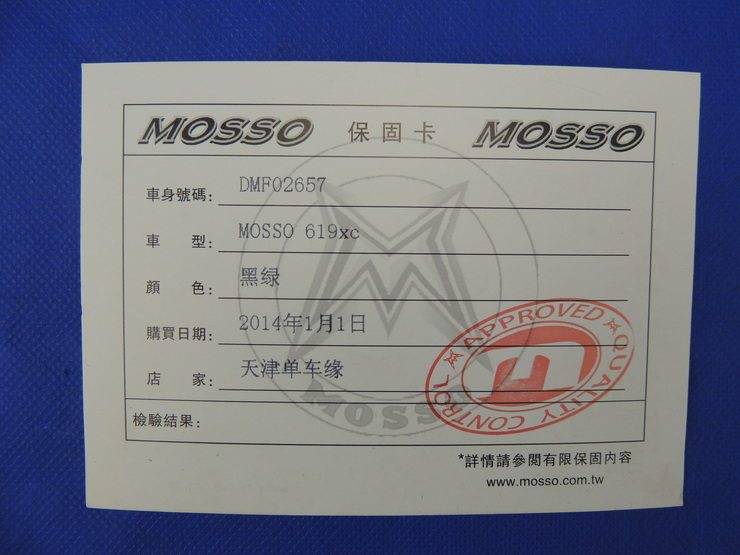 MOSSO 保固卡 MOSSO
車身號碼: DMF02657
車 型: MOSSO 619xc
顏 色: 黑绿
購買日期: 2014年1月1日
店 家: 天津单车缘
檢驗結果:
MOSSO
APPROVED QUALITY CONTROL
*詳情請參閱有限保固內容
www.mosso.com.tw